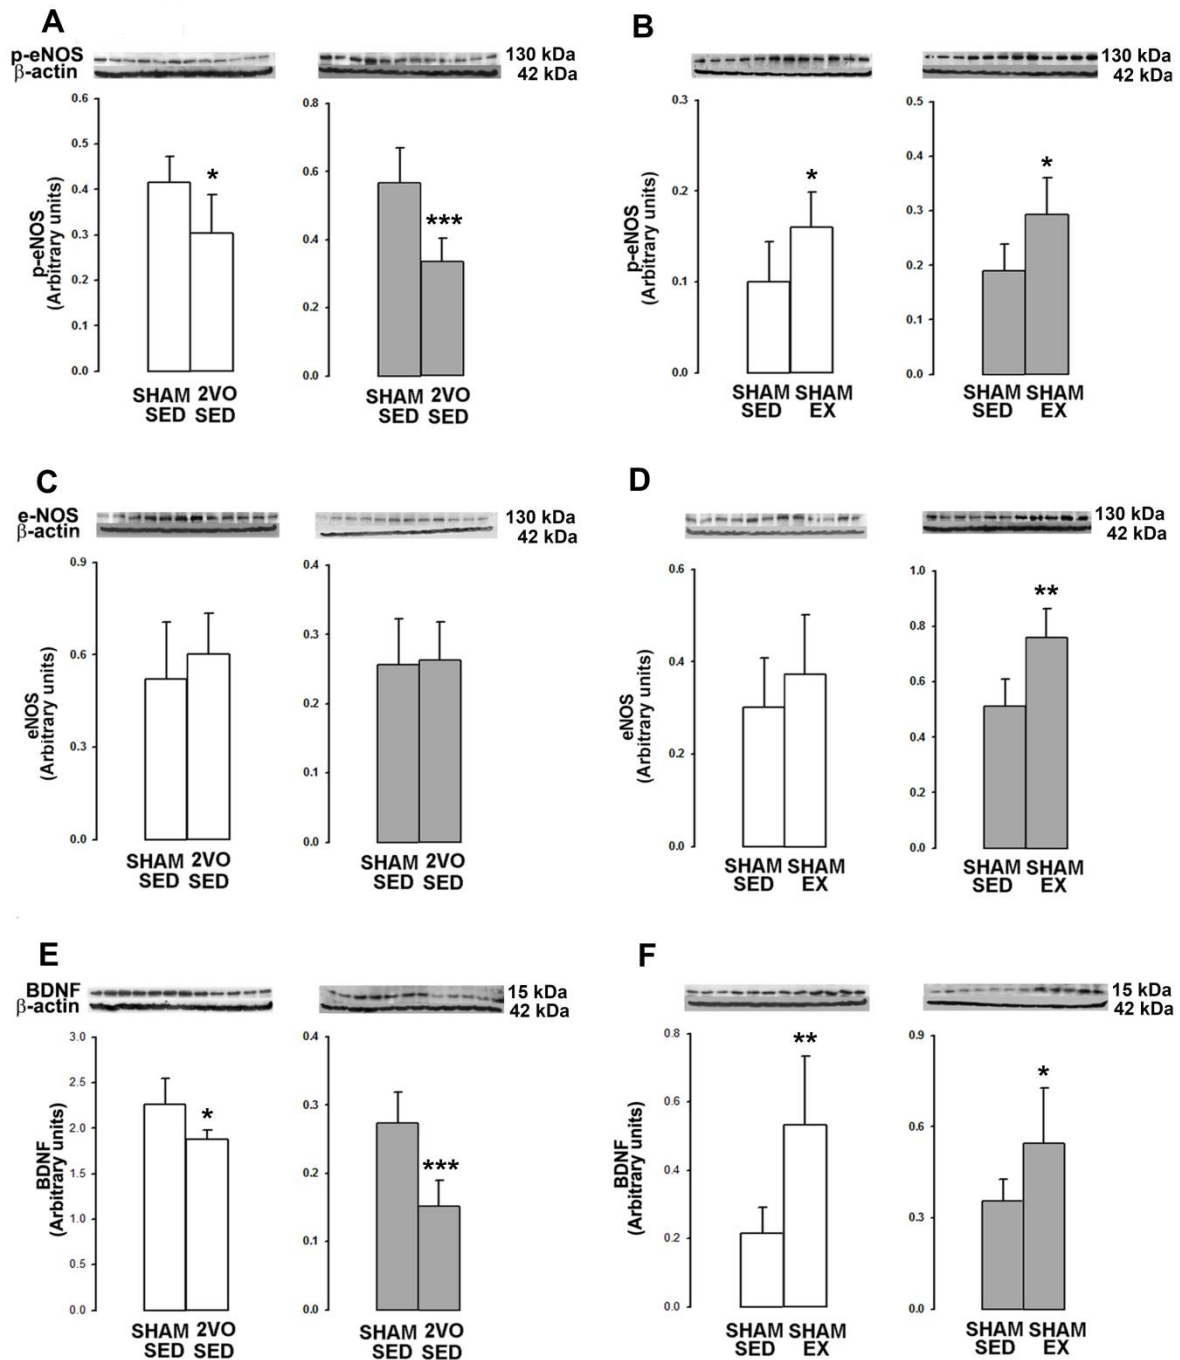 A
p-eNOS 130 kDa
β-actin 42 kDa
p-eNOS
(Arbitrary units)
0.6
0.5
0.4
0.3
0.2
0.1
0.0
*
SHAM 2VO
SED SED
0.8
0.6
0.4
0.2
0.0
***
SHAM 2VO
SED SED
B
130 kDa
42 kDa
p-eNOS
(Arbitrary units)
0.3
0.2
0.1
0.0
*
SHAM SHAM
SED EX
0.5
0.4
0.3
0.2
0.1
0.0
*
SHAM SHAM
SED EX
C
e-NOS 130 kDa
β-actin 42 kDa
eNOS
(Arbitrary units)
0.9
0.6
0.3
0.0
SHAM 2VO
SED SED
0.4
0.3
0.2
0.1
0.0
SHAM 2VO
SED SED
D
130 kDa
42 kDa
eNOS
(Arbitrary units)
0.6
0.4
0.2
0.0
SHAM SHAM
SED EX
1.0
0.8
0.6
0.4
0.2
0.0
**
SHAM SHAM
SED EX
E
BDNF 15 kDa
β-actin 42 kDa
BDNF
(Arbitrary units)
3.0
2.5
2.0
1.5
1.0
0.5
0.0
*
SHAM 2VO
SED SED
0.4
0.3
0.2
0.1
0.0
***
SHAM 2VO
SED SED
F
15 kDa
42 kDa
BDNF
(Arbitrary units)
0.8
0.6
0.4
0.2
0.0
**
SHAM SHAM
SED EX
0.9
0.6
0.3
0.0
*
SHAM SHAM
SED EX